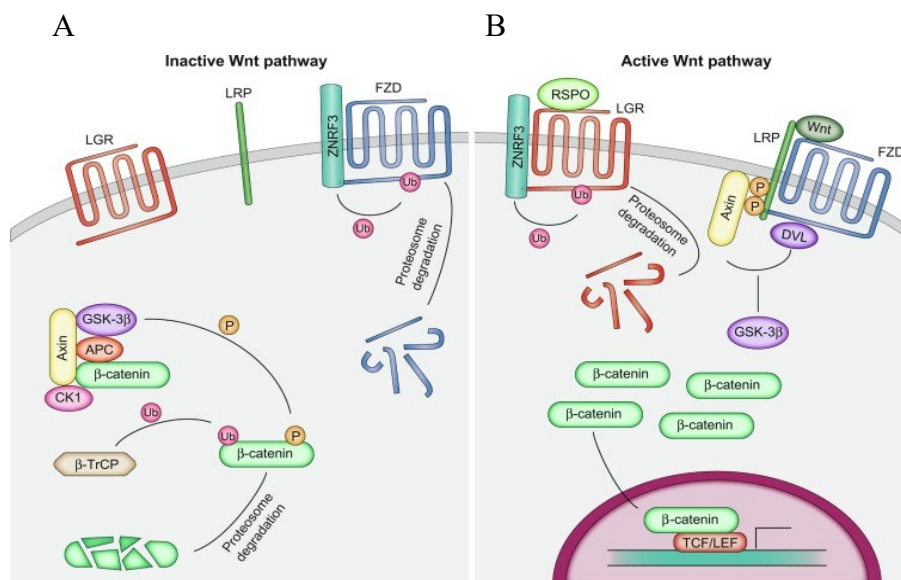 A
Inactive Wnt pathway
LRP
FZD
LGR
ZNRF3
Ub
Ub
Proteosome
degradation
GSK-3β
P
Axin
APC
β-catenin
CK1
Ub
Ub
P
β-TrCP
β-catenin
Proteosome
degradation
B
Active Wnt pathway
RSPO
LGR
ZNRF3
LRP
Wnt
FZD
Ub
Ub
Proteosome
degradation
Axin
P
P
DVL
GSK-3β
β-catenin
β-catenin
β-catenin
β-catenin
β-catenin
TCF/LEF